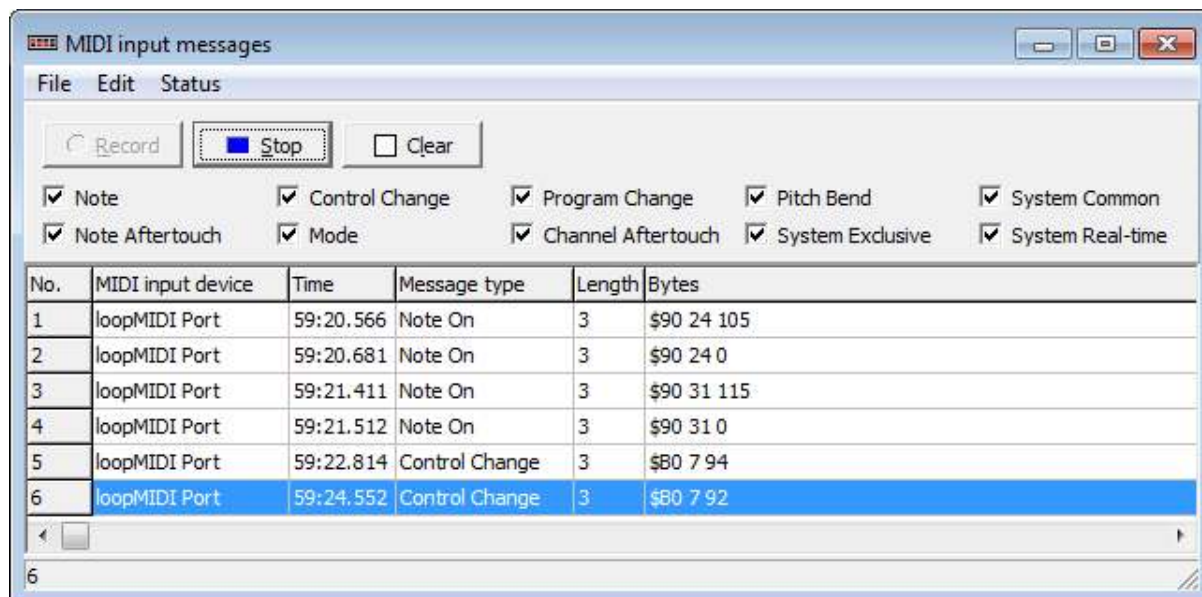 MIDI input messages
File Edit Status
Record Stop Clear
Note Control Change Program Change Pitch Bend System Common
Note Aftertouch Mode Channel Aftertouch System Exclusive System Real-time
No. MIDI input device Time Message type Length Bytes
1 loopMIDI Port 59:20.566 Note On 3 $90 24 105
2 loopMIDI Port 59:20.681 Note On 3 $90 24 0
3 loopMIDI Port 59:21.411 Note On 3 $90 31 115
4 loopMIDI Port 59:21.512 Note On 3 $90 31 0
5 loopMIDI Port 59:22.814 Control Change 3 $B0 7 94
6 loopMIDI Port 59:24.552 Control Change 3 $B0 7 92
6